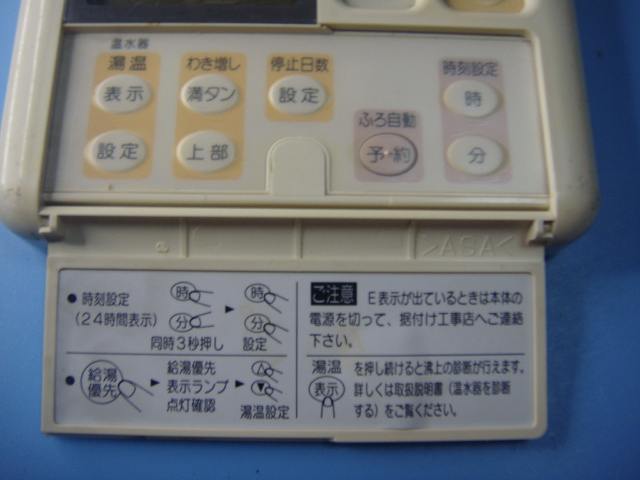 温水器
湯温 わき増し 停止日数 時刻設定
表示 満タン 設定 時
ふろ自動
設定 上部 予・約 分
>ASA<
● 時刻設定 時 ▶ 時
(24時間表示) 分 分
同時3秒押し 設定
● 給湯優先 ▶ 給湯優先 ▶ △
表示ランプ ▼
点灯確認 湯温設定
ご注意 E表示が出ているときは本体の
電源を切って、据付け工事店へご連絡
下さい。
湯温 を押し続けると沸上の診断が行えます。
表示 詳しくは取扱説明書(温水器を診断
する)をご覧ください。